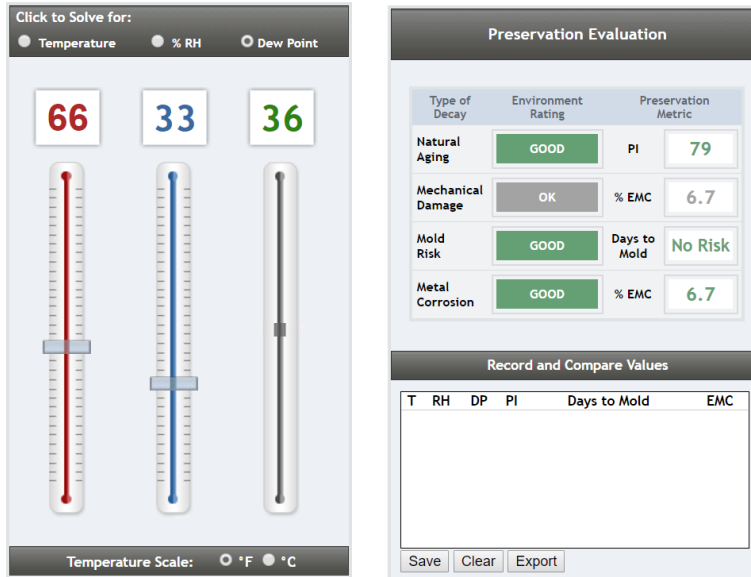 Click to Solve for:
Temperature % RH Dew Point
66 33 36
Temperature Scale: °F °C
Preservation Evaluation
Type of Decay Environment Rating Preservation Metric
Natural Aging GOOD PI 79
Mechanical Damage OK % EMC 6.7
Mold Risk GOOD Days to Mold No Risk
Metal Corrosion GOOD % EMC 6.7
Record and Compare Values
T RH DP PI Days to Mold EMC
Save Clear Export